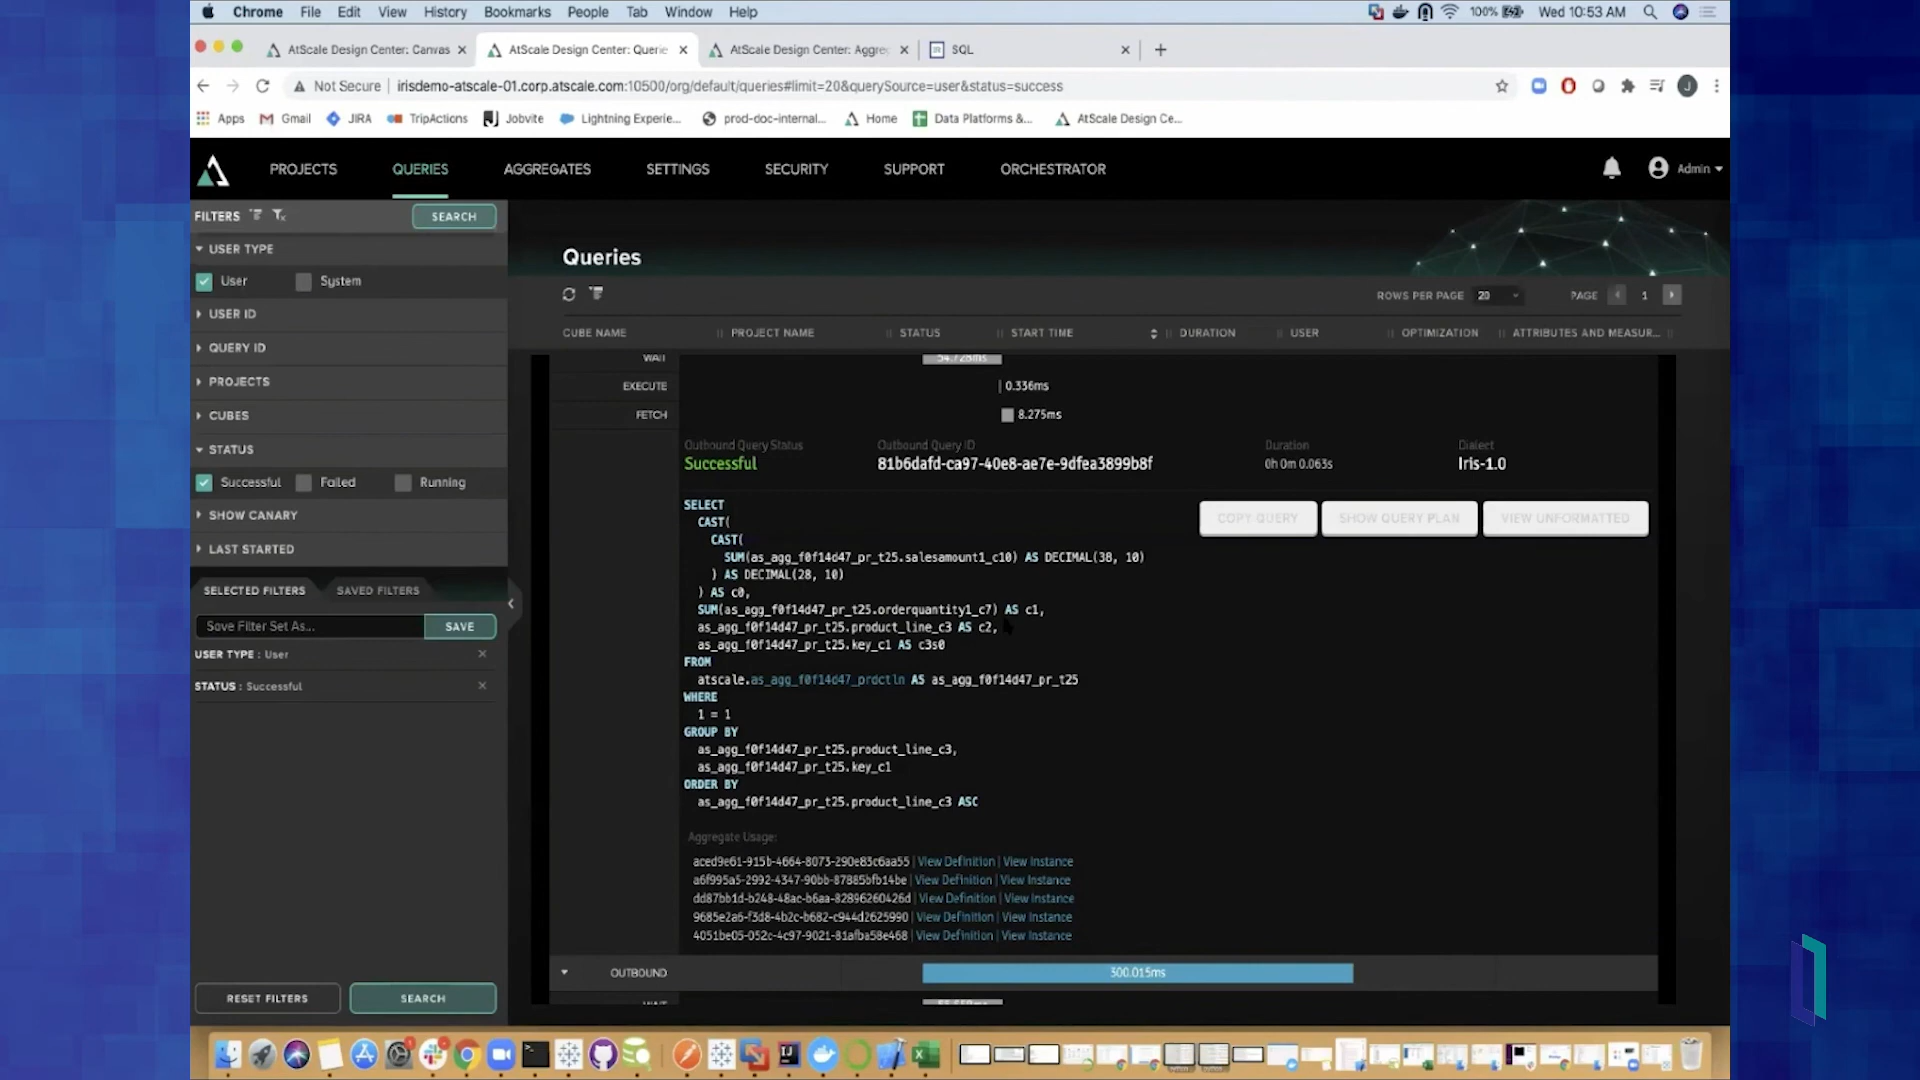 Chrome File Edit View History Bookmarks People Tab Window Help 100% Wed 10:53 AM
AtScale Design Center: Canvas AtScale Design Center: Querie AtScale Design Center: Aggre SQL
Not Secure irisdemo-atscale-01.corp.atscale.com:10500/org/default/queries#limit=20&querySource=user&status=success J
Apps Gmail JIRA TripActions Jobvite Lightning Experie... prod-doc-internal... Home Data Platforms &... AtScale Design Ce...
PROJECTS QUERIES AGGREGATES SETTINGS SECURITY SUPPORT ORCHESTRATOR Admin
FILTERS SEARCH
USER TYPE
User System
USER ID
QUERY ID
PROJECTS
CUBES
STATUS
Successful Failed Running
SHOW CANARY
LAST STARTED
SELECTED FILTERS SAVED FILTERS
Save Filter Set As... SAVE
USER TYPE : User
STATUS : Successful
RESET FILTERS SEARCH
Queries
ROWS PER PAGE 20 PAGE 1
CUBE NAME PROJECT NAME STATUS START TIME DURATION USER OPTIMIZATION ATTRIBUTES AND MEASUR...
WAIT 54.728ms
EXECUTE 0.336ms
FETCH 8.275ms
Outbound Query Status Outbound Query ID Duration Dialect
Successful 81b6dafd-ca97-40e8-ae7e-9dfea3899b8f 0h 0m 0.063s Iris-1.0
COPY QUERY SHOW QUERY PLAN VIEW UNFORMATTED
SELECT
CAST(
CAST(
SUM(as_agg_f0f14d47_pr_t25.salesamount1_c10) AS DECIMAL(38, 10)
) AS DECIMAL(28, 10)
) AS c0,
SUM(as_agg_f0f14d47_pr_t25.orderquantity1_c7) AS c1,
as_agg_f0f14d47_pr_t25.product_line_c3 AS c2,
as_agg_f0f14d47_pr_t25.key_c1 AS c3s0
FROM
atscale.as_agg_f0f14d47_prdctln AS as_agg_f0f14d47_pr_t25
WHERE
1 = 1
GROUP BY
as_agg_f0f14d47_pr_t25.product_line_c3,
as_agg_f0f14d47_pr_t25.key_c1
ORDER BY
as_agg_f0f14d47_pr_t25.product_line_c3 ASC
Aggregate Usage:
aced9e61-915b-4664-8073-290e83c6aa55 | View Definition | View Instance
a6f995a5-2992-4347-90bb-87885bfb14be | View Definition | View Instance
dd87bb1d-b248-48ac-b6aa-82896260426d | View Definition | View Instance
9685e2a6-f3d8-4b2c-b682-c944d2625990 | View Definition | View Instance
4051be05-052c-4c97-9021-81afba58e468 | View Definition | View Instance
OUTBOUND 300.015ms
WAIT